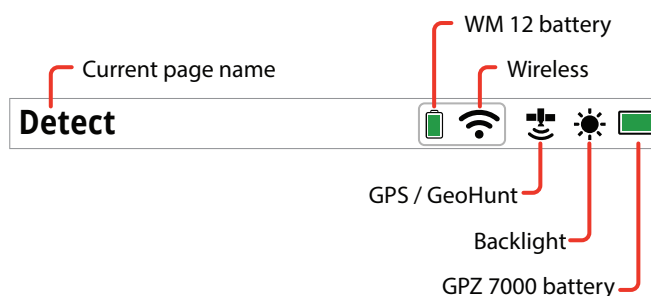 WM 12 battery
Current page name
Wireless
Detect
GPS / GeoHunt
Backlight
GPZ 7000 battery